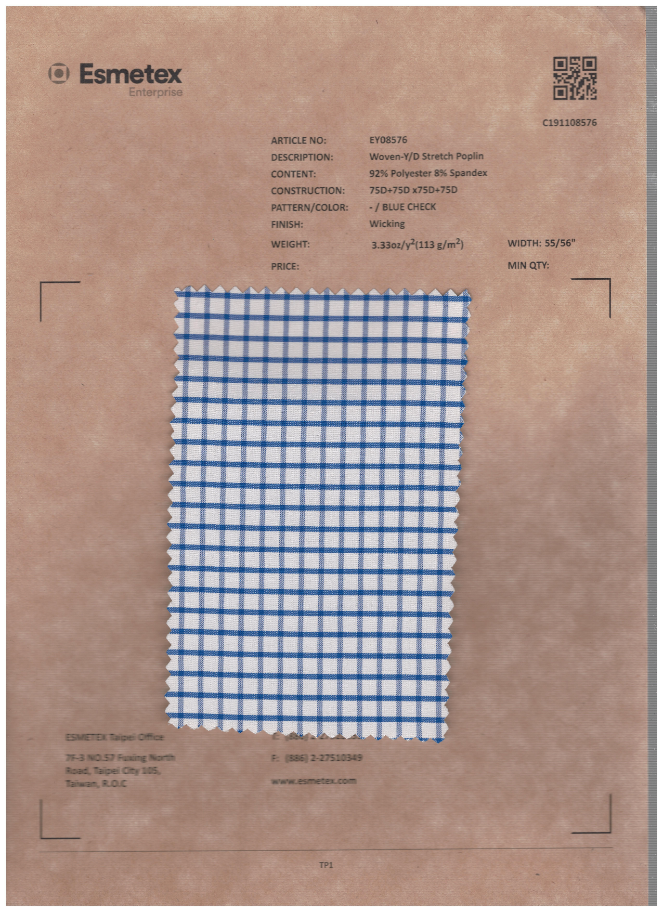 Esmetex
Enterprise
C191108576
ARTICLE NO: EY08576
DESCRIPTION: Woven-Y/D Stretch Poplin
CONTENT: 92% Polyester 8% Spandex
CONSTRUCTION: 75D+75D x75D+75D
PATTERN/COLOR: - / BLUE CHECK
FINISH: Wicking
WEIGHT: 3.33oz/y²(113 g/m²) WIDTH: 55/56"
PRICE: MIN QTY:
ESMETEX Taipei Office
7F-3 NO.57 Fuxing North F: (886) 2-27510349
Road, Taipei City 105,
Taiwan, R.O.C www.esmetex.com
TP1